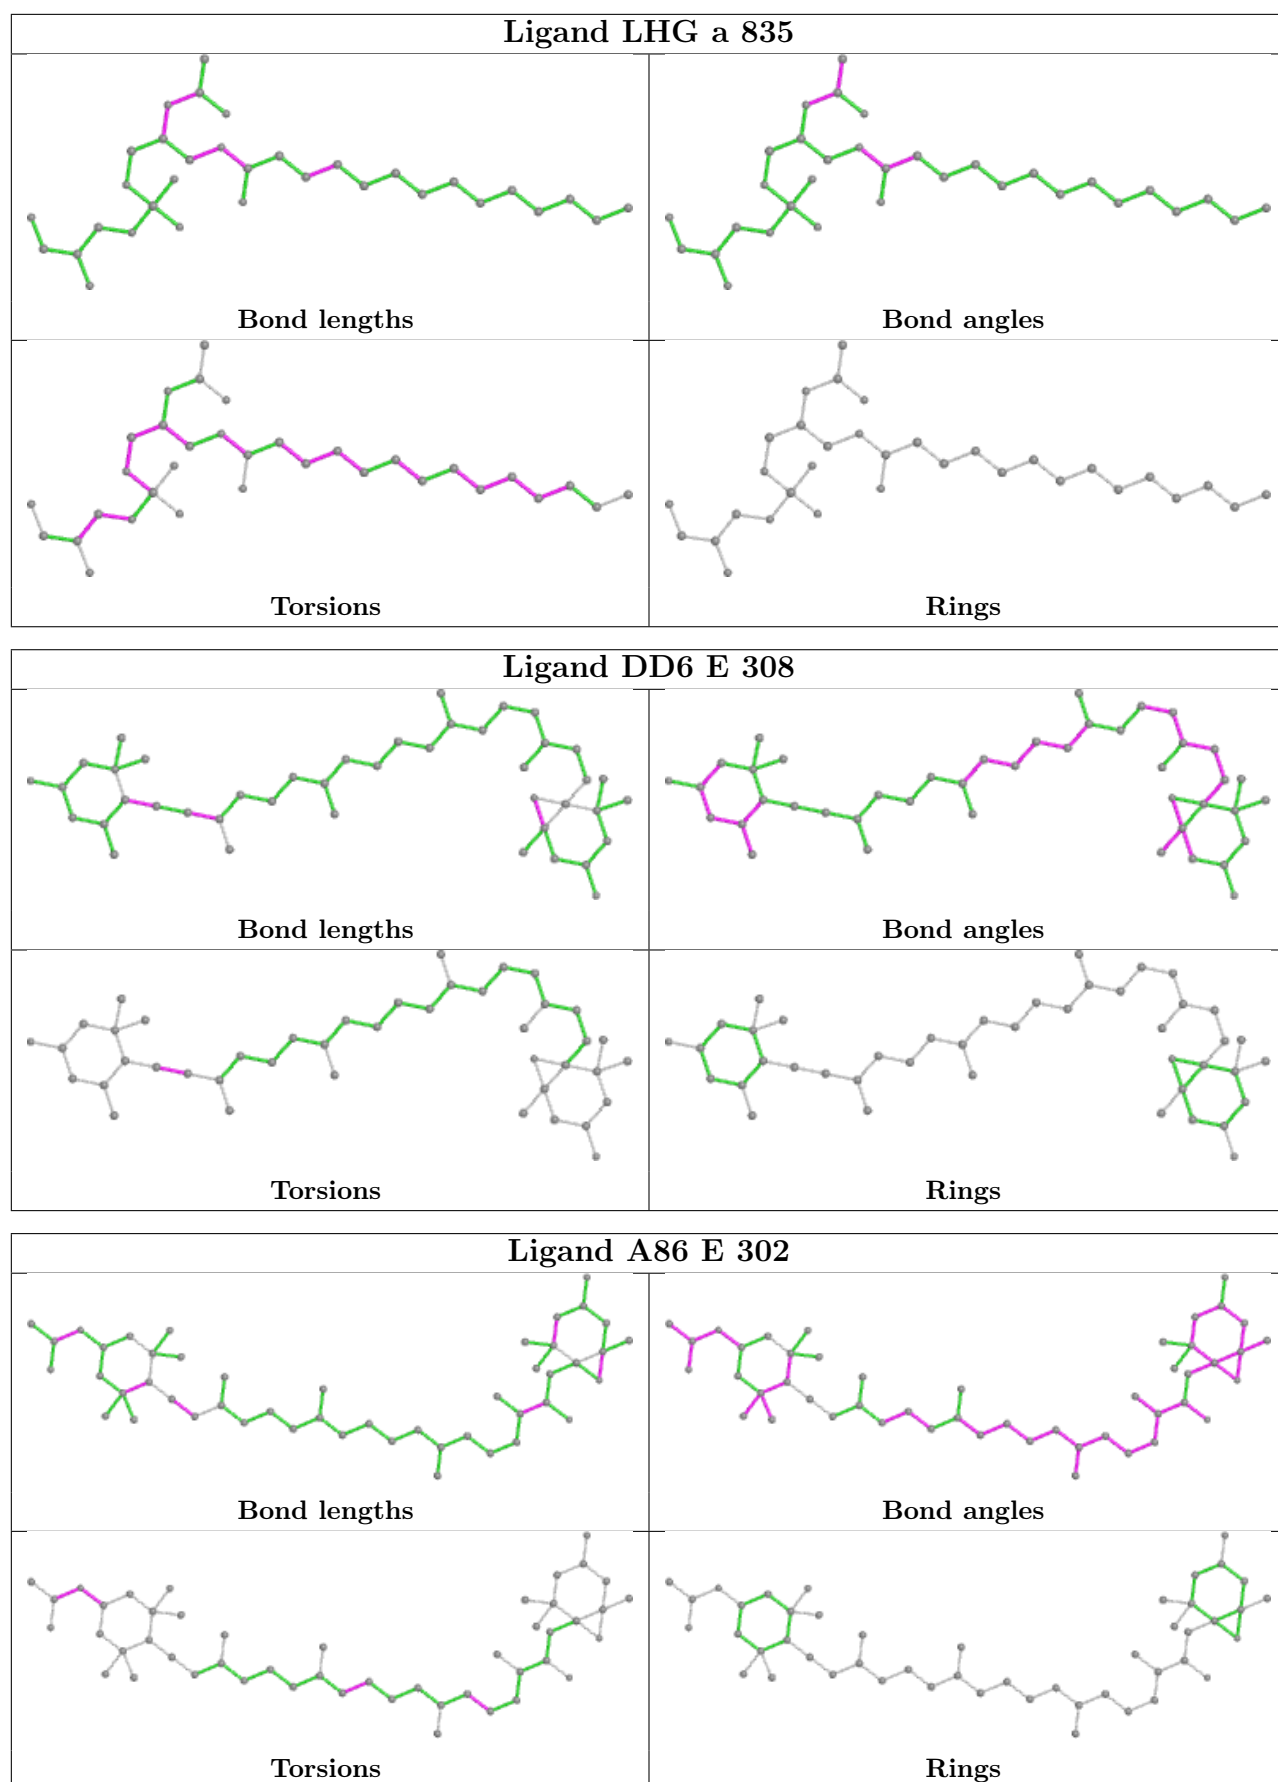 Ligand LHG a 835
Bond lengths
Bond angles
Torsions
Rings
Ligand DD6 E 308
Bond lengths
Bond angles
Torsions
Rings
Ligand A86 E 302
Bond lengths
Bond angles
Torsions
Rings